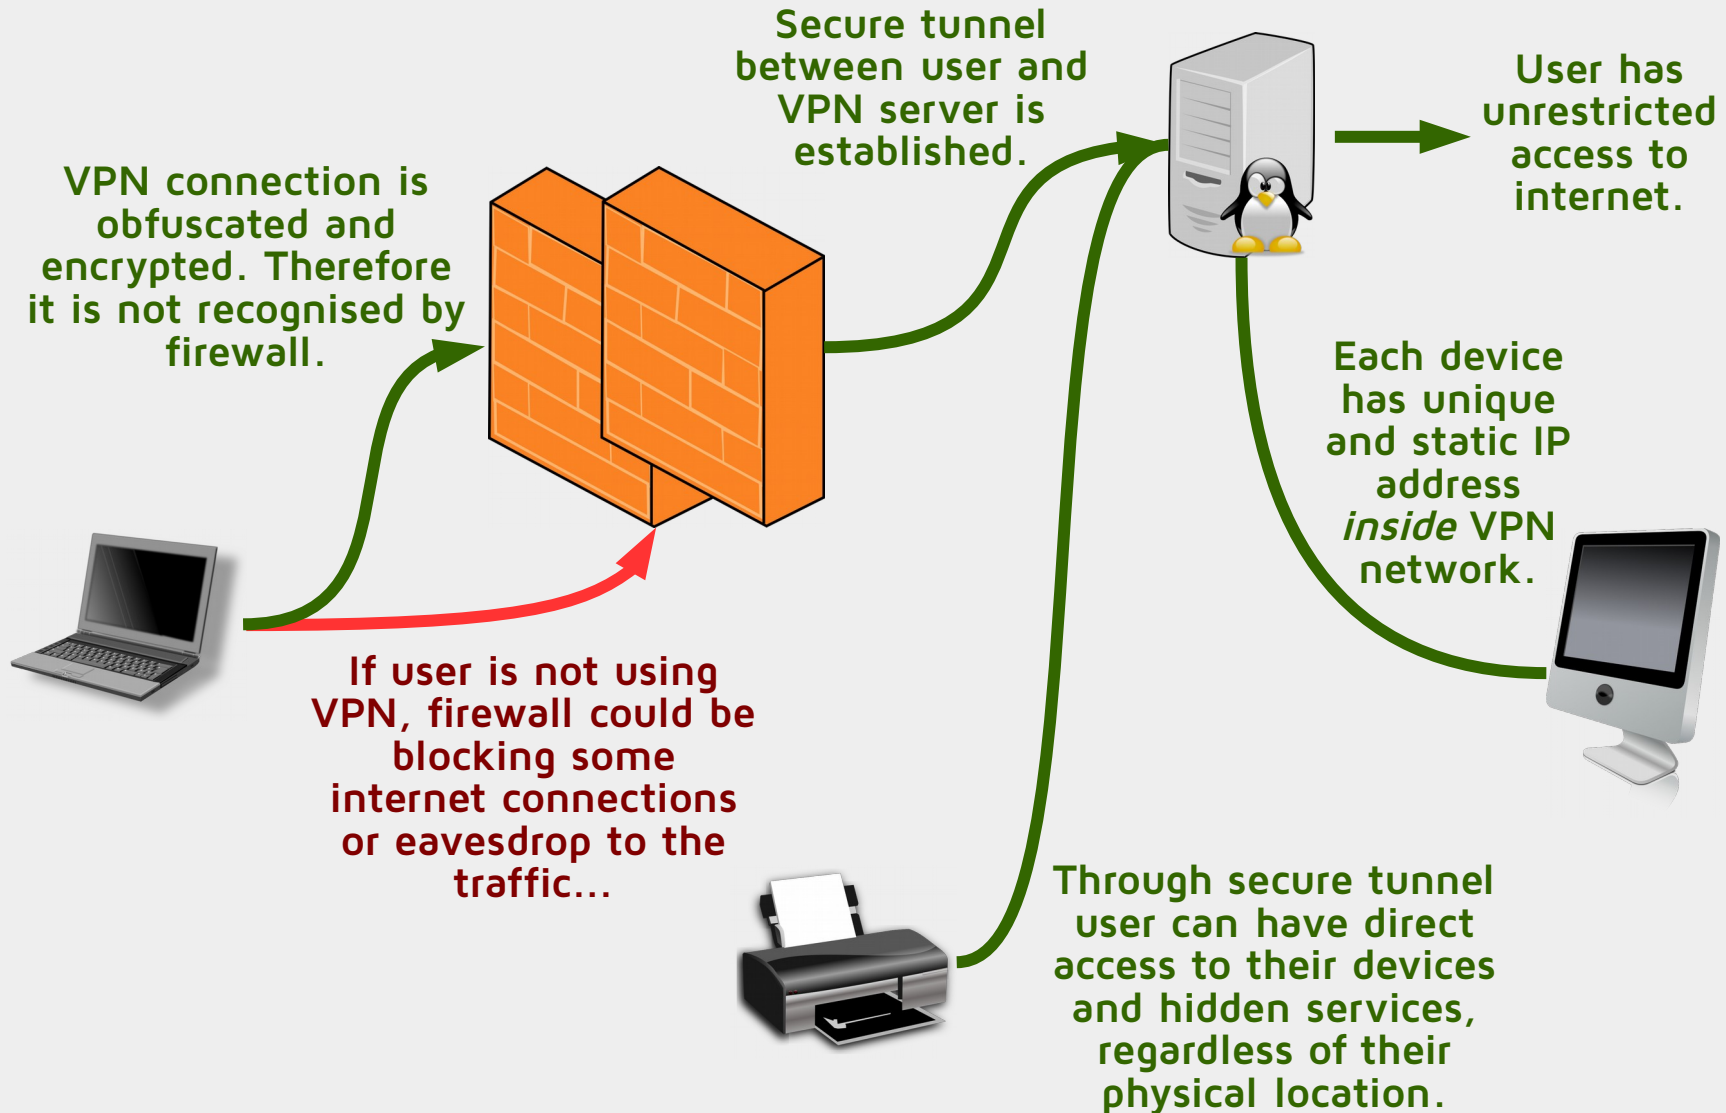 Secure tunnel
between user and
VPN server is
established.
User has
unrestricted
access to
internet.
VPN connection is
obfuscated and
encrypted. Therefore
it is not recognised by
firewall.
Each device
has unique
and static IP
address
inside VPN
network.
If user is not using
VPN, firewall could be
blocking some
internet connections
or eavesdrop to the
traffic...
Through secure tunnel
user can have direct
access to their devices
and hidden services,
regardless of their
physical location.